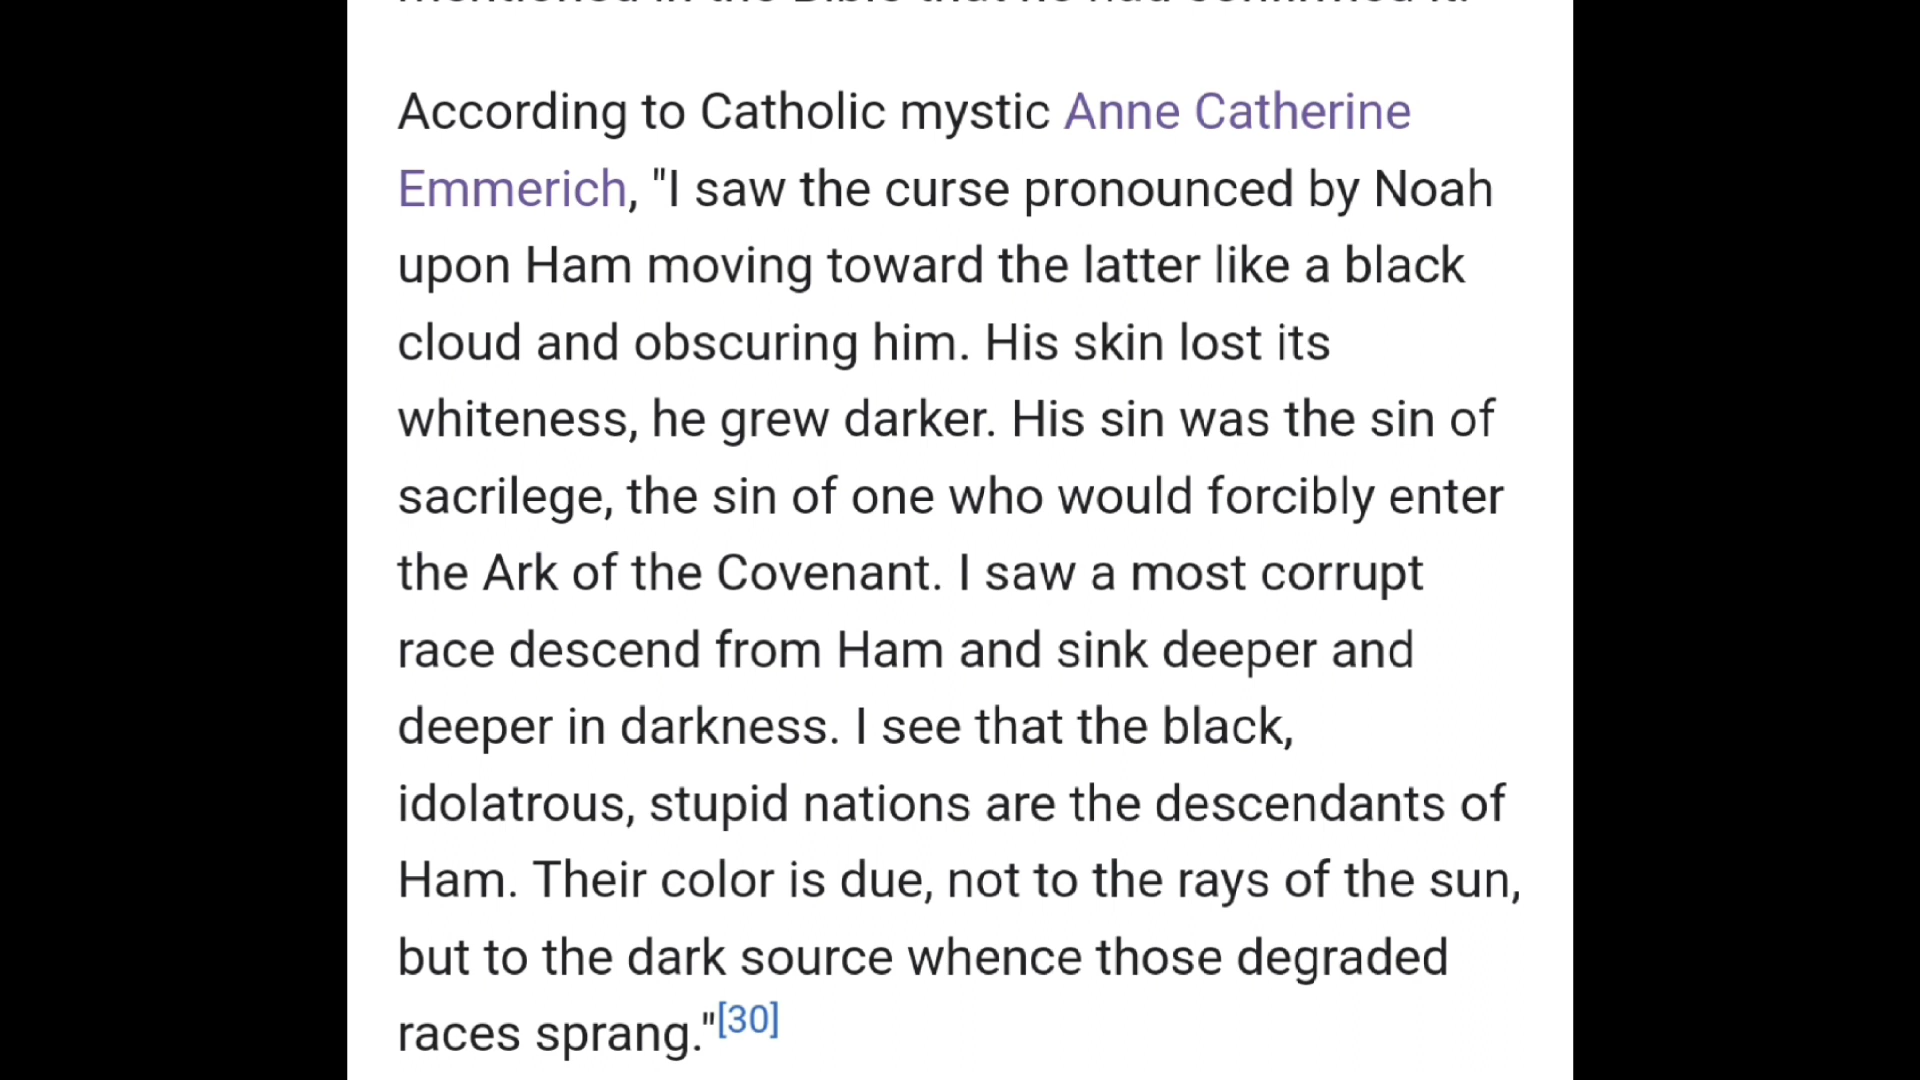 According to Catholic mystic Anne Catherine
Emmerich, "I saw the curse pronounced by Noah
upon Ham moving toward the latter like a black
cloud and obscuring him. His skin lost its
whiteness, he grew darker. His sin was the sin of
sacrilege, the sin of one who would forcibly enter
the Ark of the Covenant. I saw a most corrupt
race descend from Ham and sink deeper and
deeper in darkness. I see that the black,
idolatrous, stupid nations are the descendants of
Ham. Their color is due, not to the rays of the sun,
but to the dark source whence those degraded
races sprang."[30]